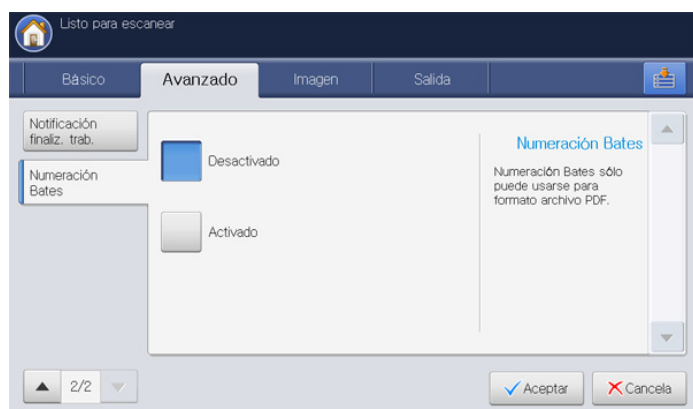 Listo para escanear
Básico
Avanzado
Imagen
Salida
Notificación
finaliz. trab.
Numeración
Bates
Desactivado
Activado
Numeración Bates
Numeración Bates sólo
puede usarse para
formato archivo PDF.
2/2
Aceptar
Cancela